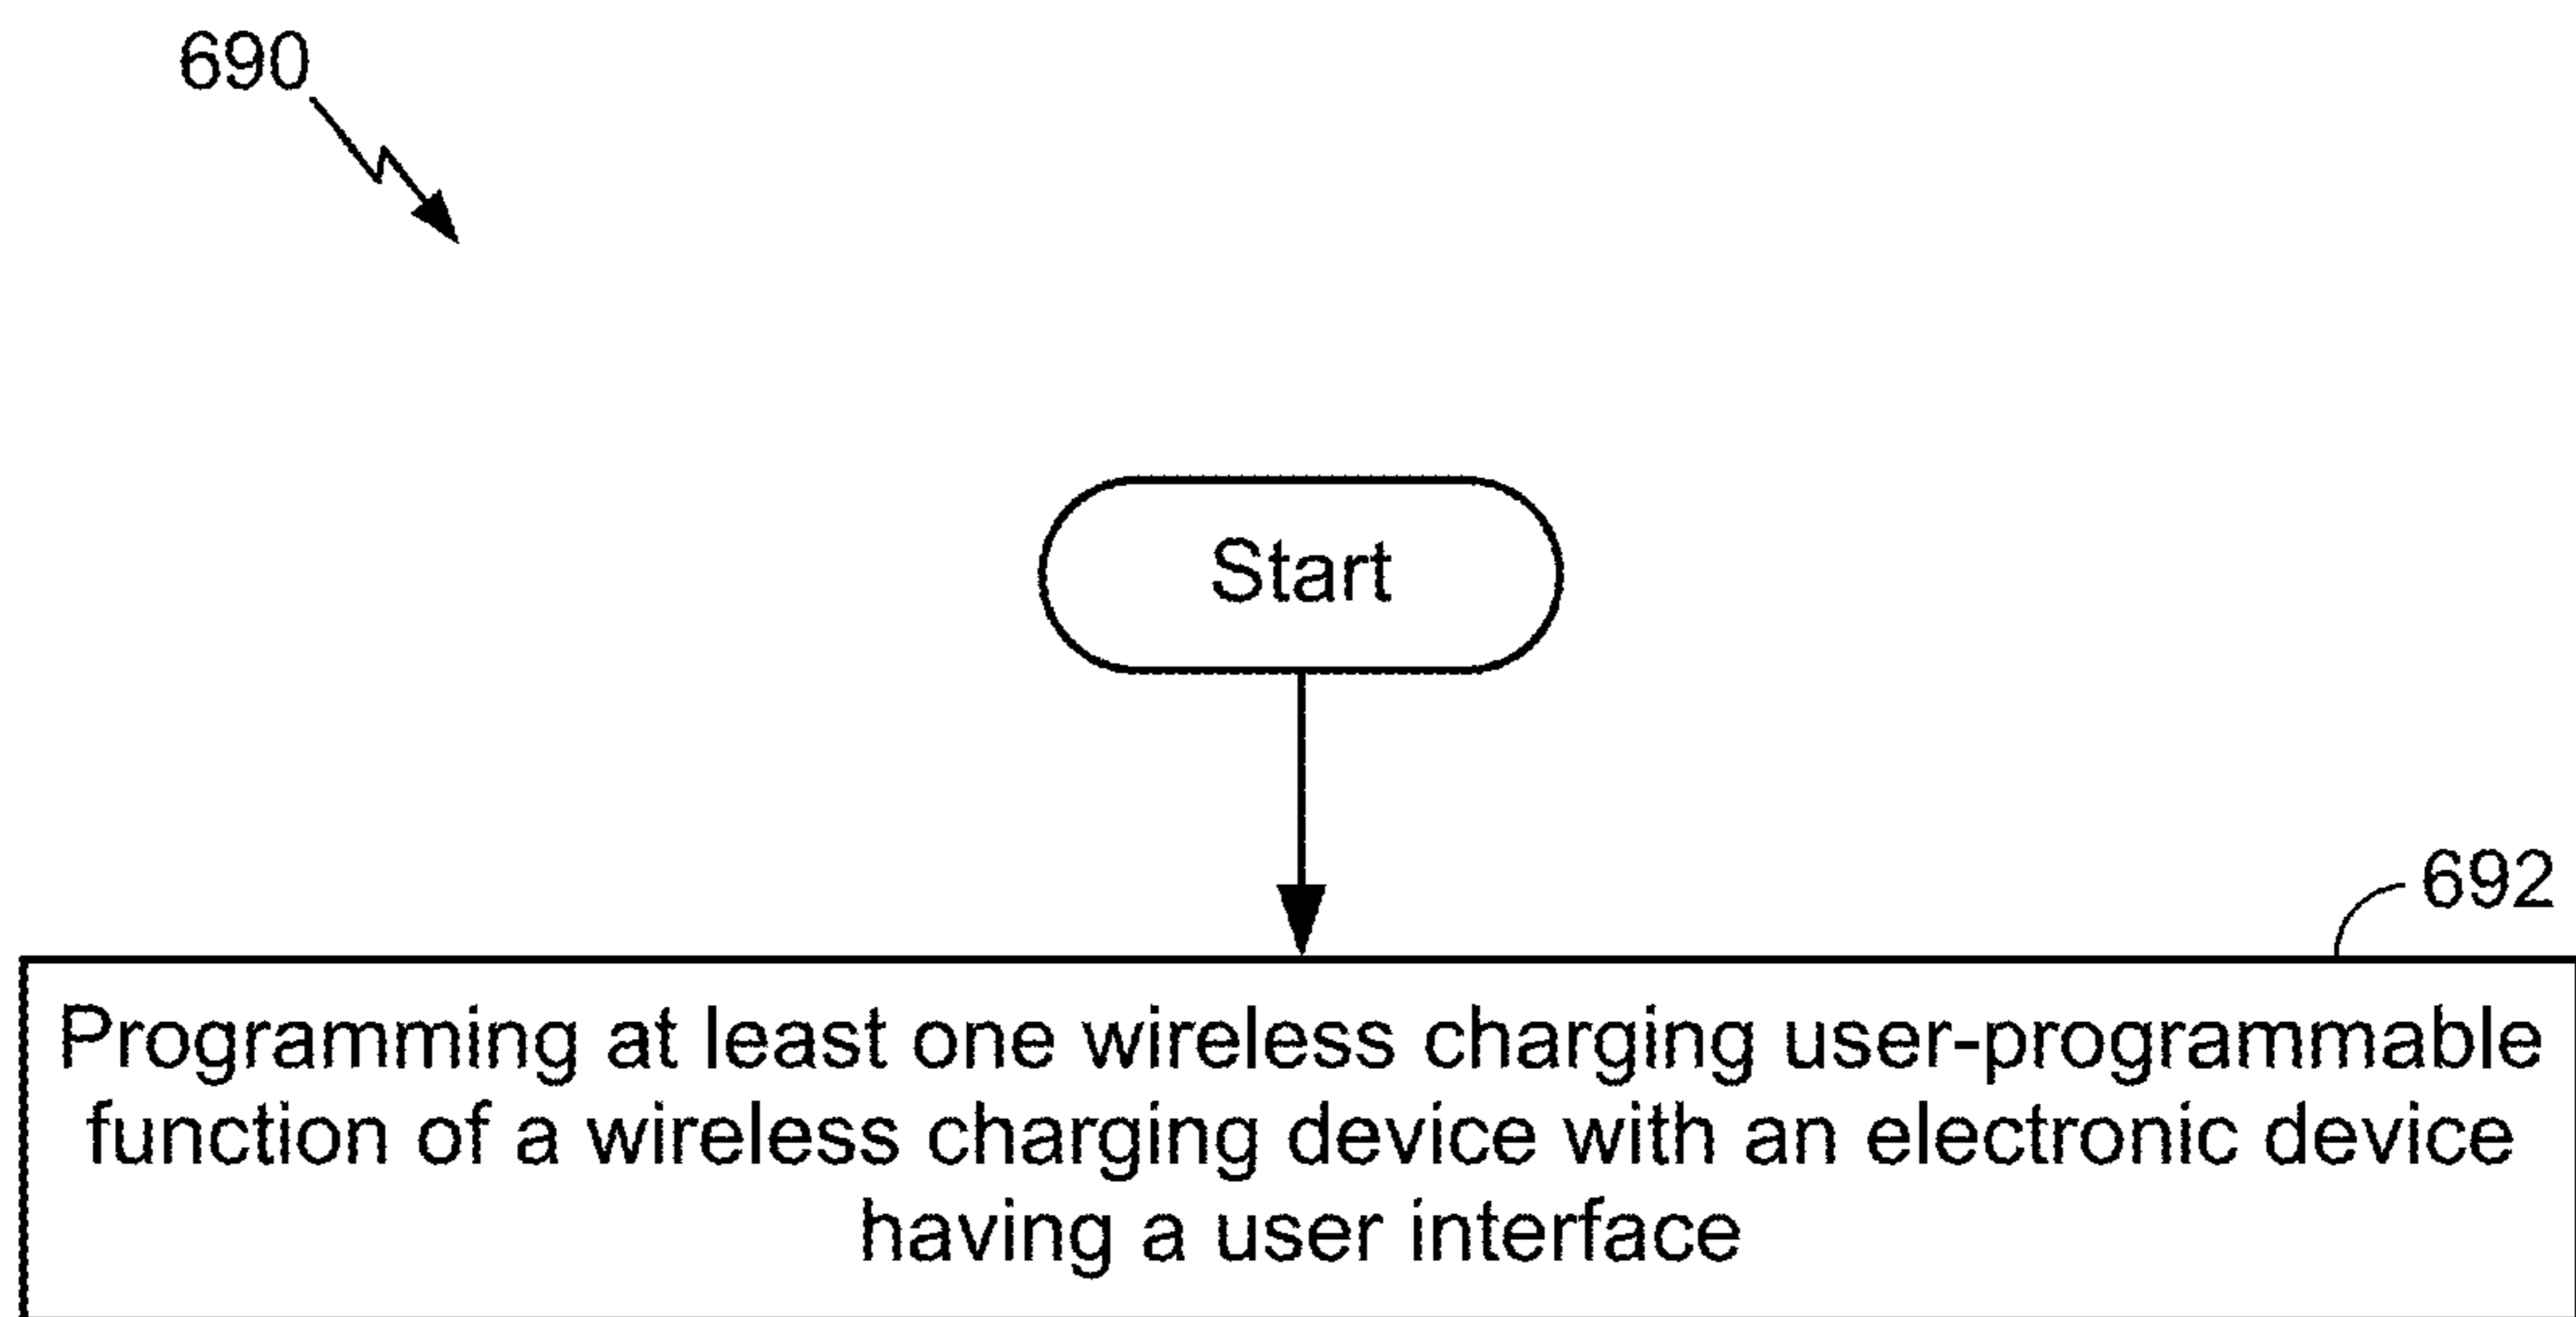 690
Start
692
Programming at least one wireless charging user-programmable
function of a wireless charging device with an electronic device
having a user interface